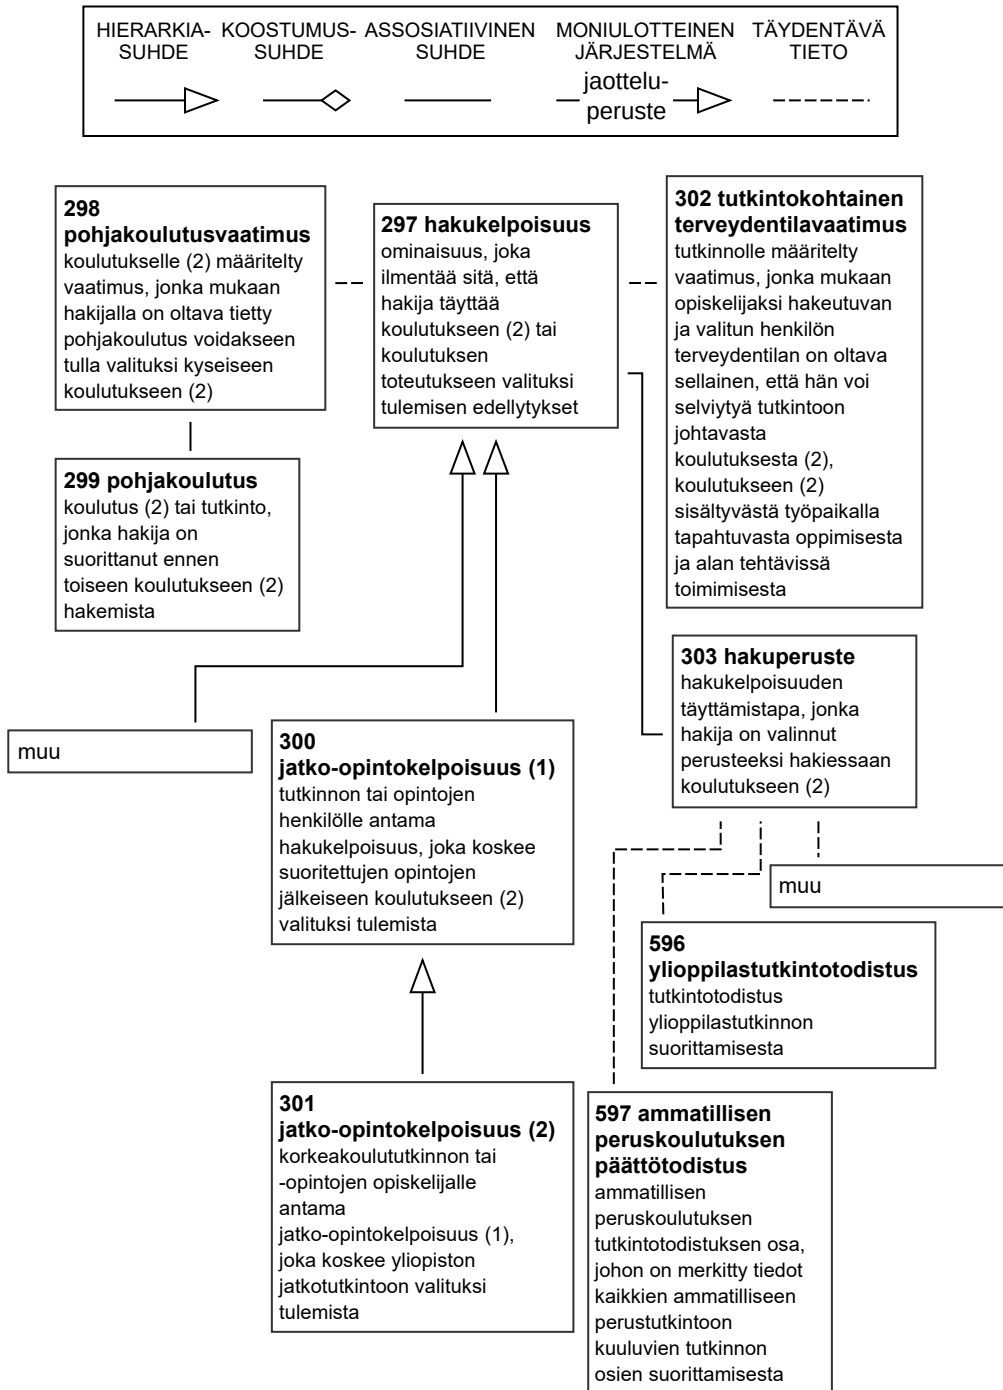 HIERARKIA-
SUHDE
KOOSTUMUS-
SUHDE
ASSOSIATIIVINEN
SUHDE
MONIULOTTEINEN
JÄRJESTELMÄ
TÄYDENTÄVÄ
TIETO
jaottelu-
peruste
298
pohjakoulutusvaatimus
koulutukselle (2) määritelty
vaatimus, jonka mukaan
hakijalla on oltava tietty
pohjakoulutus voidakseen
tulla valituksi kyseiseen
koulutukseen (2)
297 hakukelpoisuus
ominaisuus, joka
ilmentää sitä, että
hakija täyttää
koulutukseen (2) tai
koulutuksen
toteutukseen valituksi
tulemisen edellytykset
302 tutkintokohtainen
terveydentilavaatimus
tutkinnolle määritelty
vaatimus, jonka mukaan
opiskelijaksi hakeutuvan
ja valitun henkilön
terveydentilan on oltava
sellainen, että hän voi
selviytyä tutkintoon
johtavasta
koulutuksesta (2),
koulutukseen (2)
sisältyvästä työpaikalla
tapahtuvasta oppimisesta
ja alan tehtävissä
toimimisesta
299 pohjakoulutus
koulutus (2) tai tutkinto,
jonka hakija on
suorittanut ennen
toiseen koulutukseen (2)
hakemista
303 hakuperuste
hakukelpoisuuden
täyttämistapa, jonka
hakija on valinnut
perusteeksi hakiessaan
koulutukseen (2)
muu
300
jatko-opintokelpoisuus (1)
tutkinnon tai opintojen
henkilölle antama
hakukelpoisuus, joka koskee
suoritettujen opintojen
jälkeiseen koulutukseen (2)
valituksi tulemista
muu
596
ylioppilastutkintotodistus
tutkintotodistus
ylioppilastutkinnon
suorittamisesta
301
jatko-opintokelpoisuus (2)
korkeakoulututkinnon tai
-opintojen opiskelijalle
antama
jatko-opintokelpoisuus (1),
joka koskee yliopiston
jatkotutkintoon valituksi
tulemista
597 ammatillisen
peruskoulutuksen
päättötodistus
ammatillisen
peruskoulutuksen
tutkintotodistuksen osa,
johon on merkitty tiedot
kaikkien ammatilliseen
perustutkintoon
kuuluvien tutkinnon
osien suorittamisesta